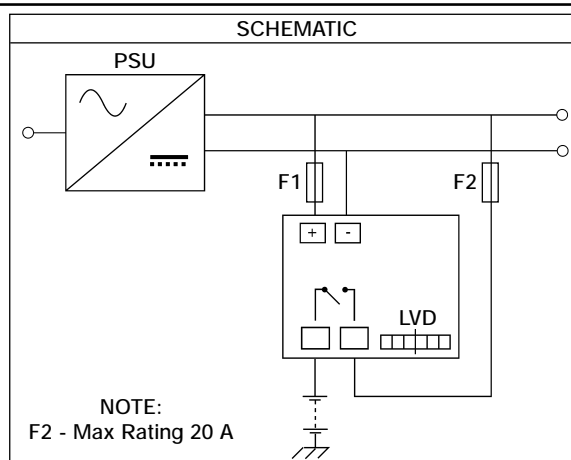 SCHEMATIC
PSU
F1
F2
+ -
LVD
NOTE:
F2 - Max Rating 20 A